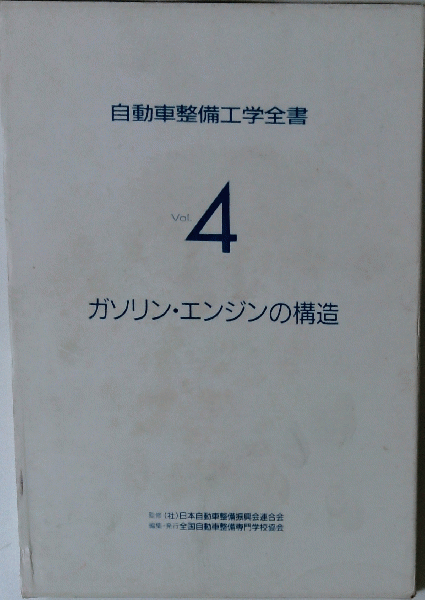 自動車整備工学全書
Vol. 4
ガソリン・エンジンの構造
監修 (社)日本自動車整備振興会連合会
編集・発行 全国自動車整備専門学校協会